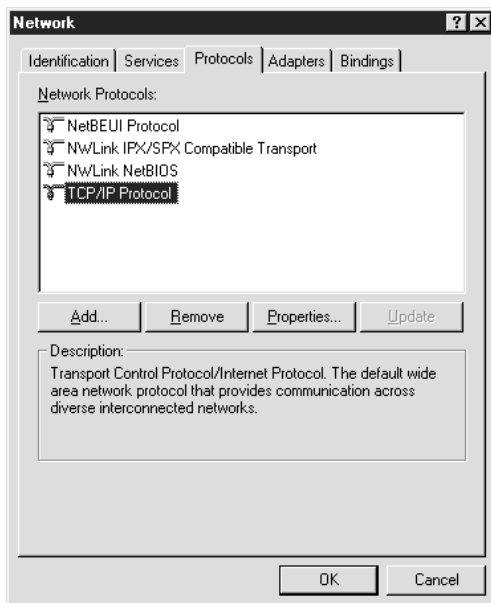 Network
Identification Services Protocols Adapters Bindings
Network Protocols:
NetBEUI Protocol
NWLink IPX/SPX Compatible Transport
NWLink NetBIOS
TCP/IP Protocol
Add... Remove Properties... Update
Description:
Transport Control Protocol/Internet Protocol. The default wide
area network protocol that provides communication across
diverse interconnected networks.
OK Cancel